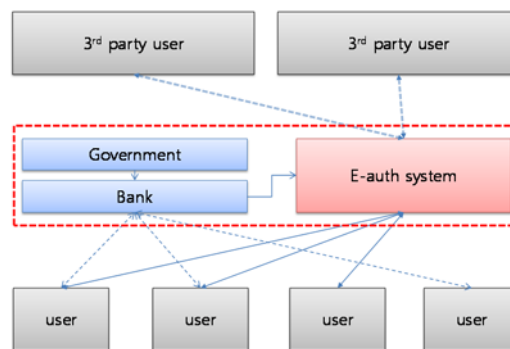 3rd party user
3rd party user
Government
Bank
E-auth system
user
user
user
user